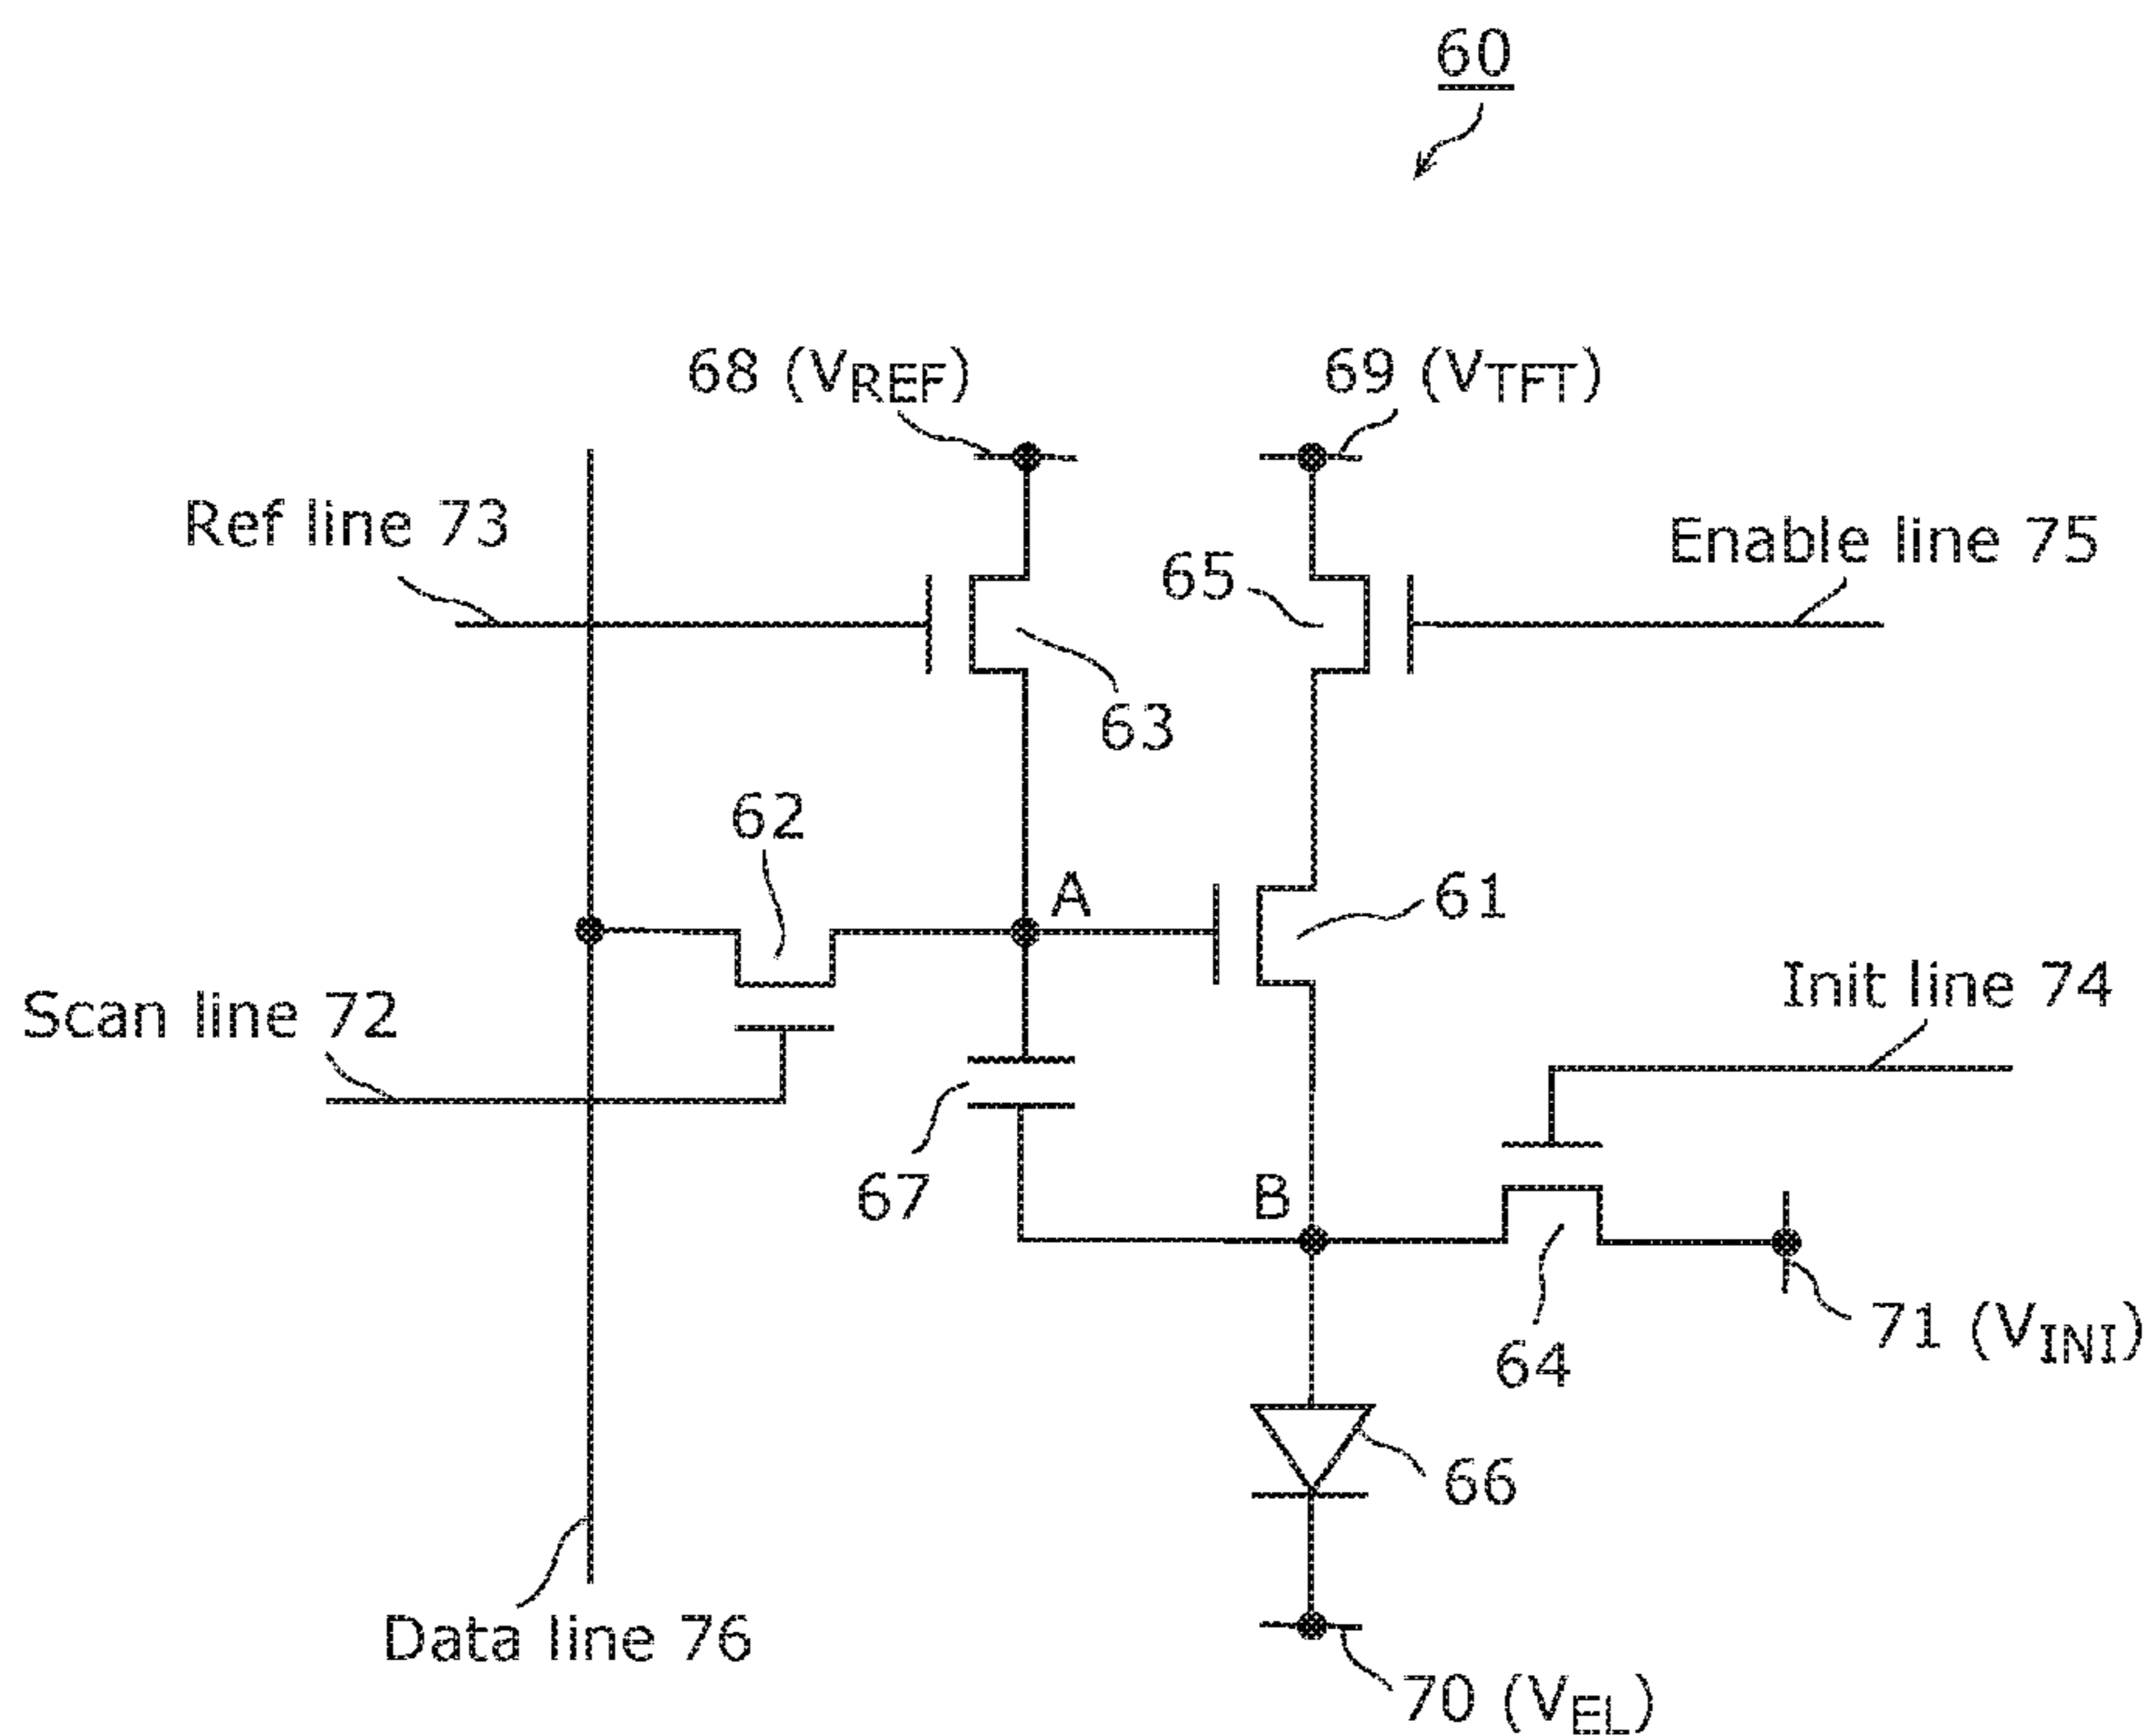 60
68 (VREF)
69 (VTFT)
Ref line 73
Enable line 75
65
63
62
A
61
Scan line 72
Init line 74
67
B
64
71 (VINI)
66
Data line 76
70 (VEL)